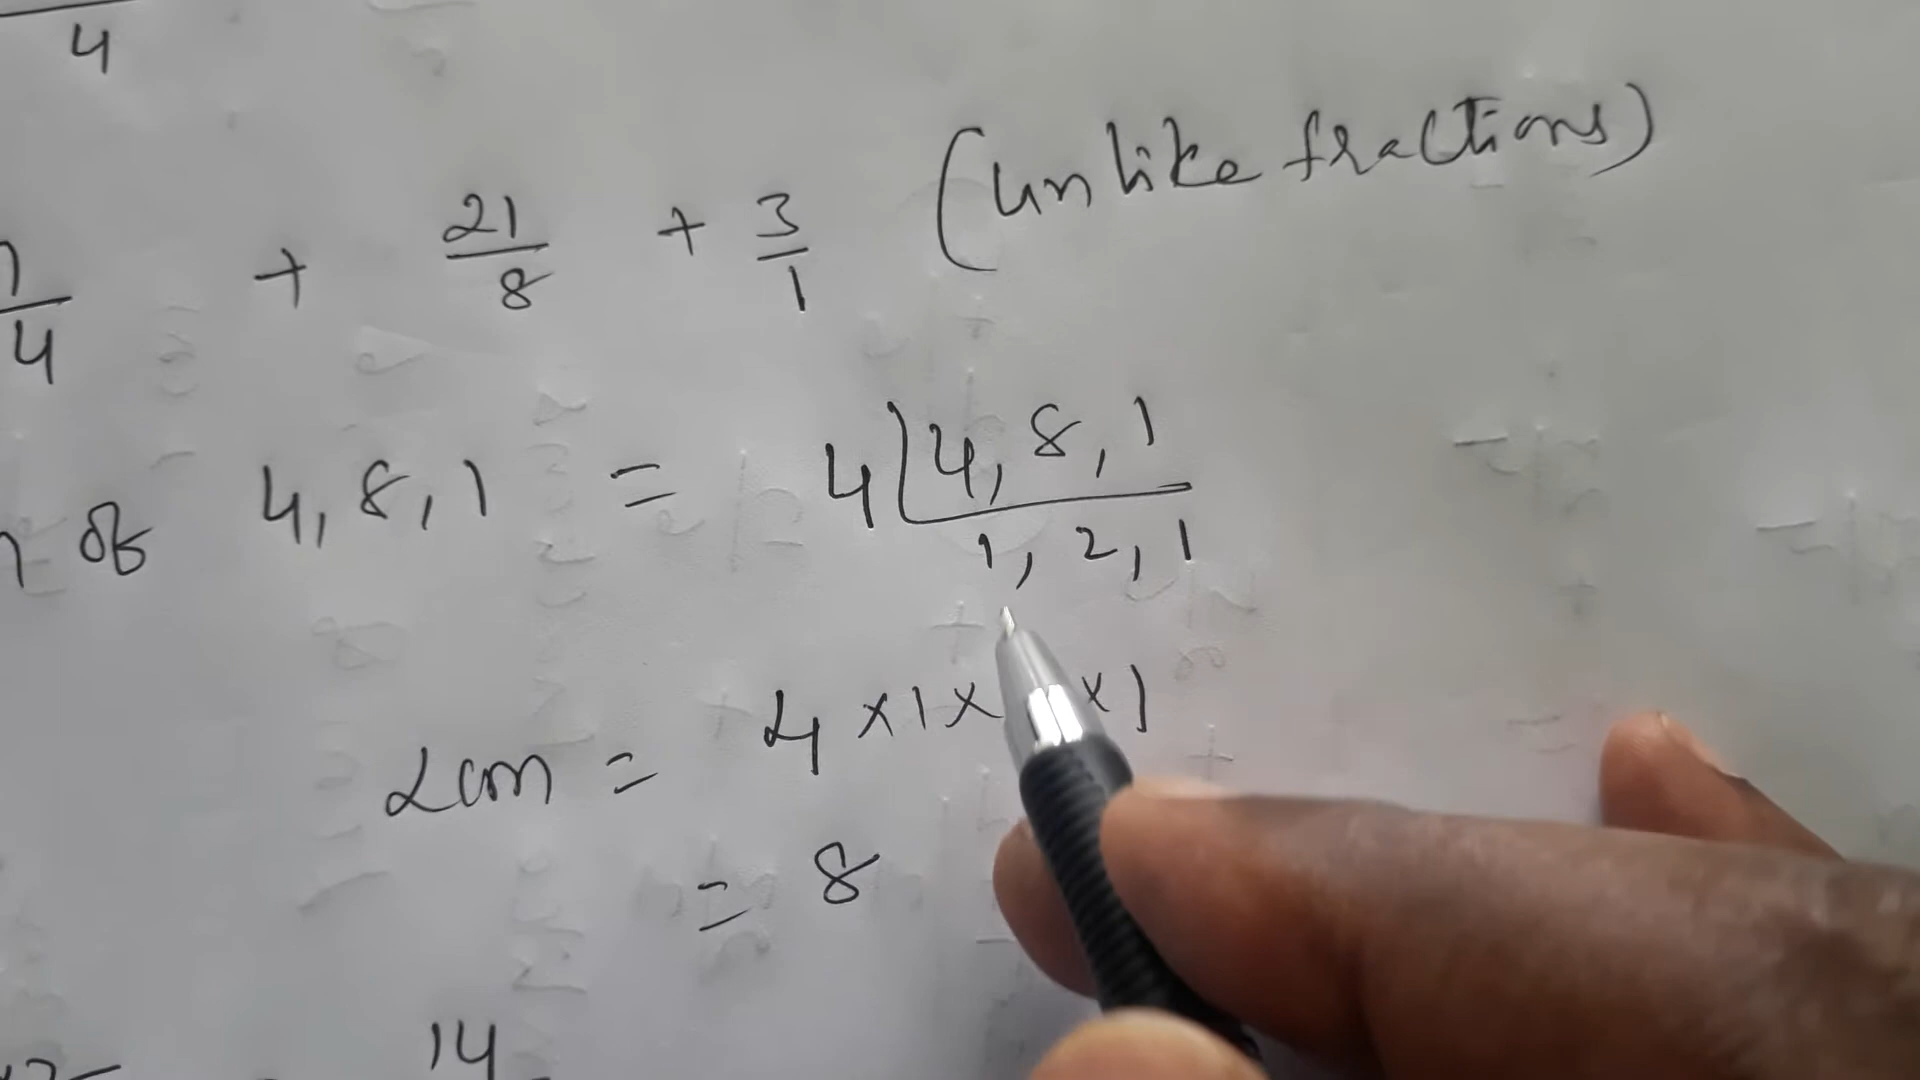 4
7/4 + 21/8 + 3/1 (unlike fractions)
of 4, 8, 1 = 4 | 4, 8, 1
1, 2, 1
Lcm = 4 × 1 × × 1
= 8
14